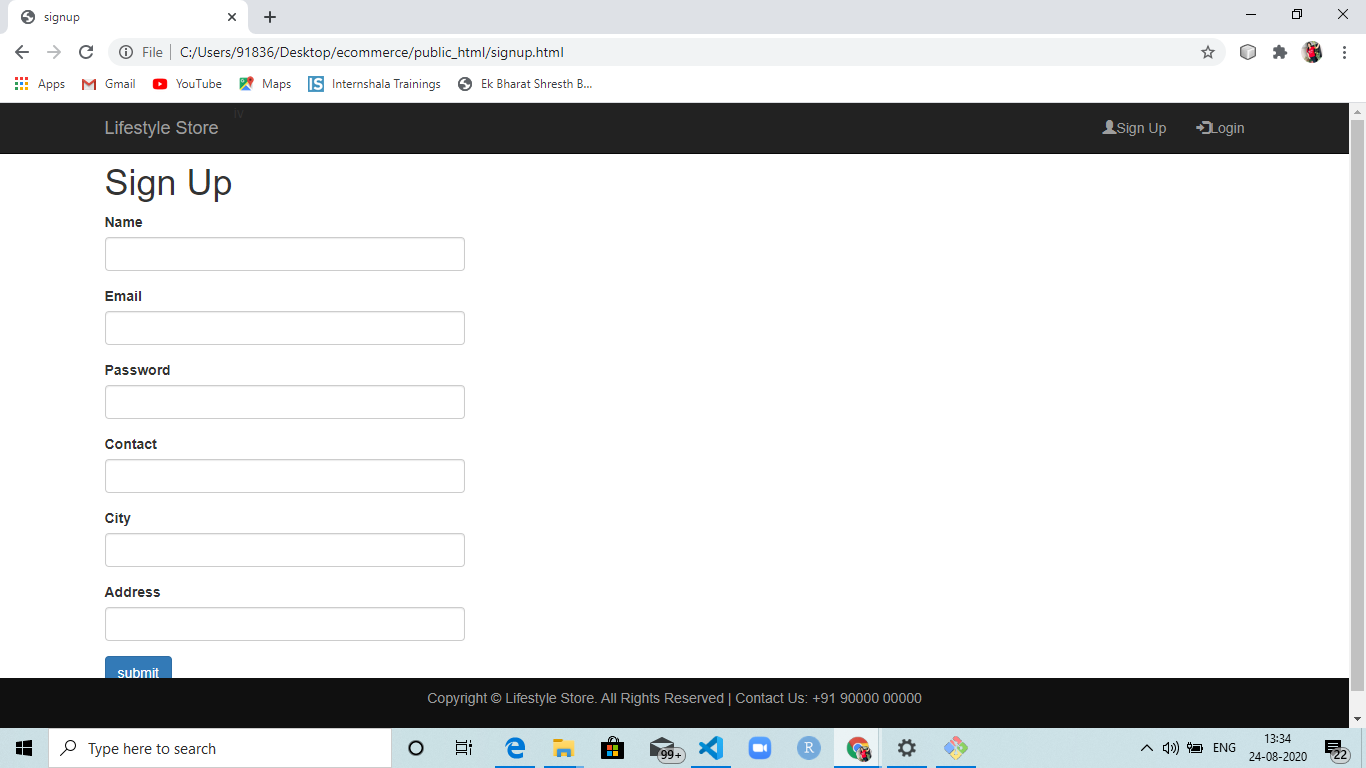 signup
File C:/Users/91836/Desktop/ecommerce/public_html/signup.html
Apps Gmail YouTube Maps IS Internshala Trainings Ek Bharat Shresth B...
Lifestyle Store Sign Up Login
Sign Up
Name
Email
Password
Contact
City
Address
submit
Copyright © Lifestyle Store. All Rights Reserved | Contact Us: +91 90000 00000
Type here to search 99+ R ENG 13:34
24-08-2020 22